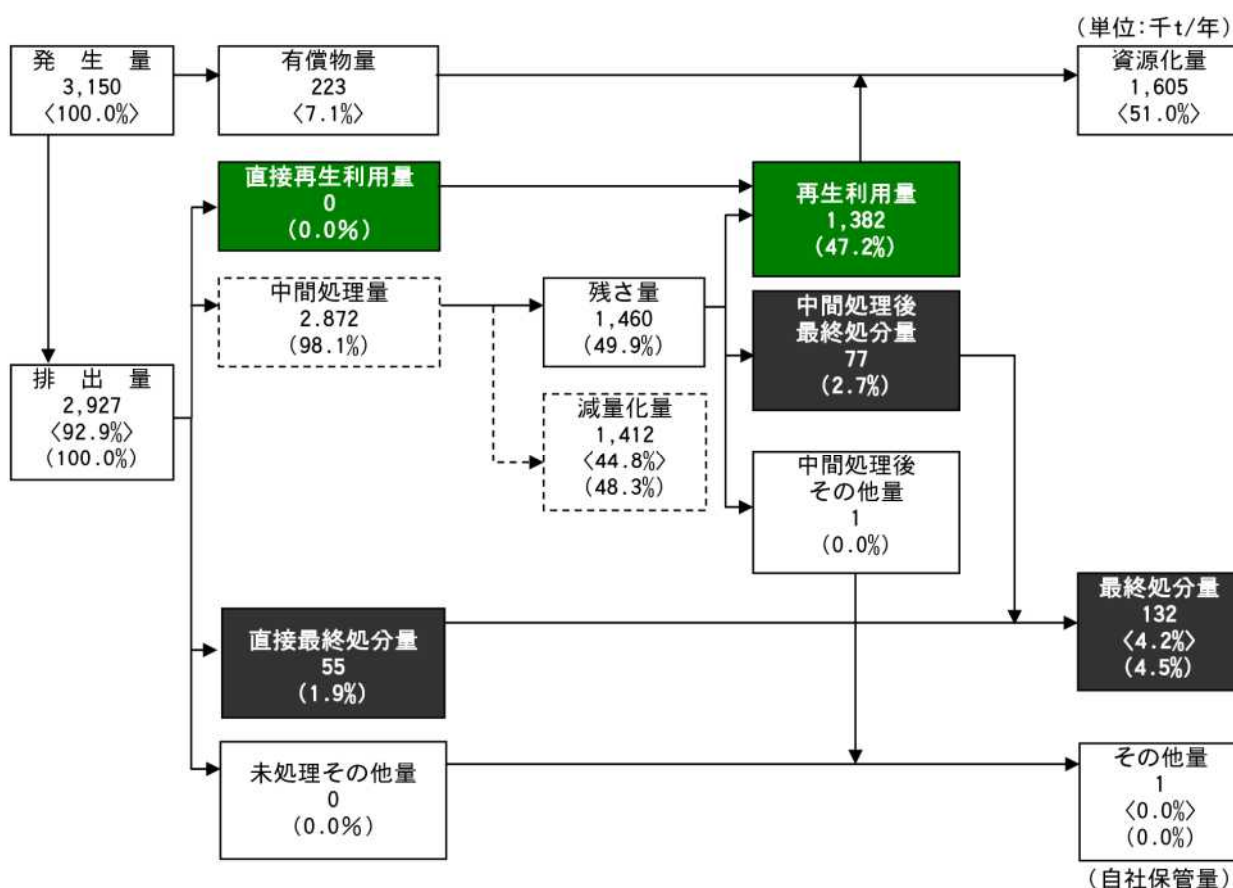 (単位:千t/年)
発 生 量
3,150
〈100.0%〉
有償物量
223
〈7.1%〉
資源化量
1,605
〈51.0%〉
直接再生利用量
0
(0.0%)
再生利用量
1,382
(47.2%)
中間処理量
2.872
(98.1%)
残さ量
1,460
(49.9%)
中間処理後
最終処分量
77
(2.7%)
排 出 量
2,927
〈92.9%〉
(100.0%)
減量化量
1,412
〈44.8%〉
(48.3%)
中間処理後
その他量
1
(0.0%)
直接最終処分量
55
(1.9%)
最終処分量
132
〈4.2%〉
(4.5%)
未処理その他量
0
(0.0%)
その他量
1
〈0.0%〉
(0.0%)
(自社保管量)